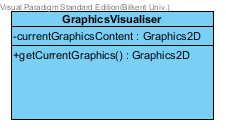 Visual Paradigm Standard Edition(Bilkent Univ.)
GraphicsVisualiser
-currentGraphicsContent : Graphics2D
+getCurrentGraphics() : Graphics2D